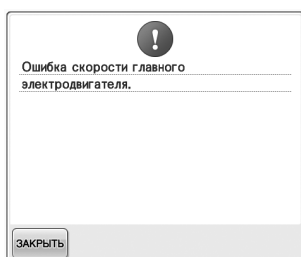 Ошибка скорости главного
электродвигателя.
ЗАКРЫТЬ